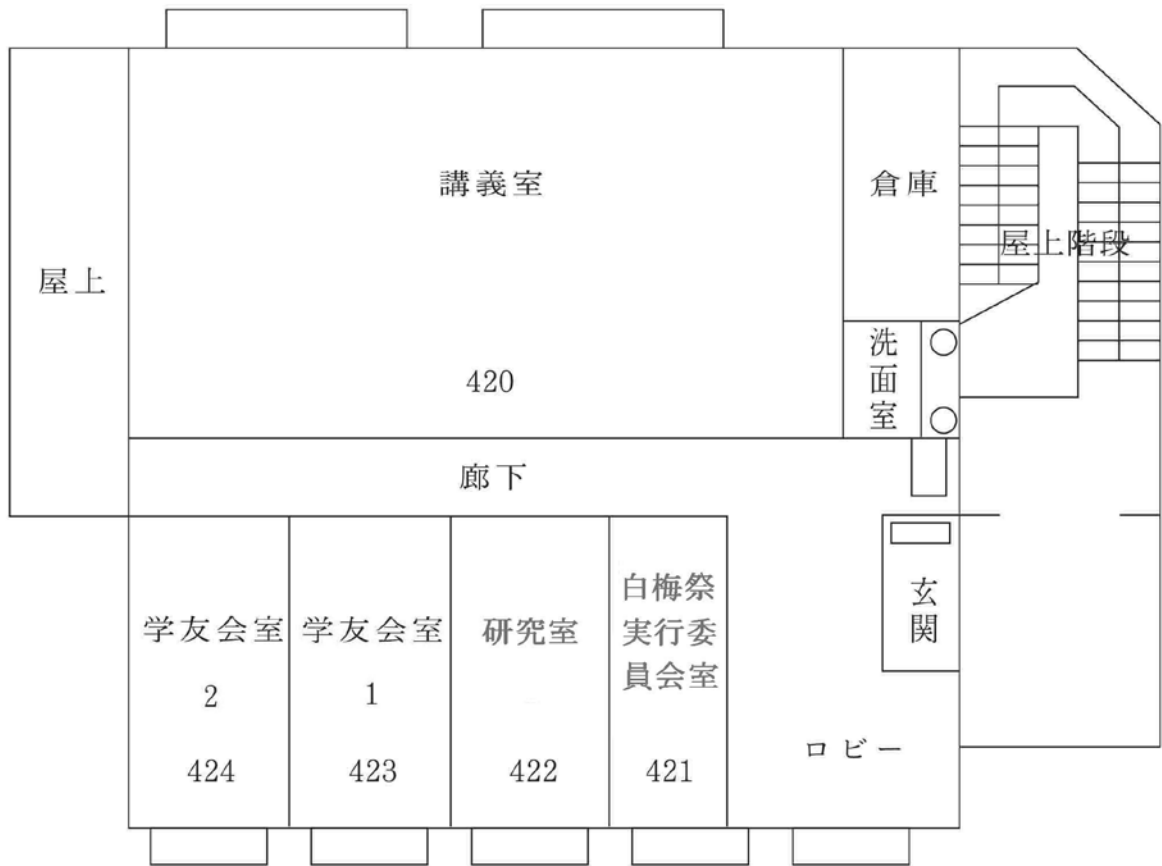 講義室
420
倉庫
屋上階段
屋上
洗面室
廊下
学友会室
2
424
学友会室
1
423
研究室
422
白梅祭
実行委
員会室
421
玄関
ロビー